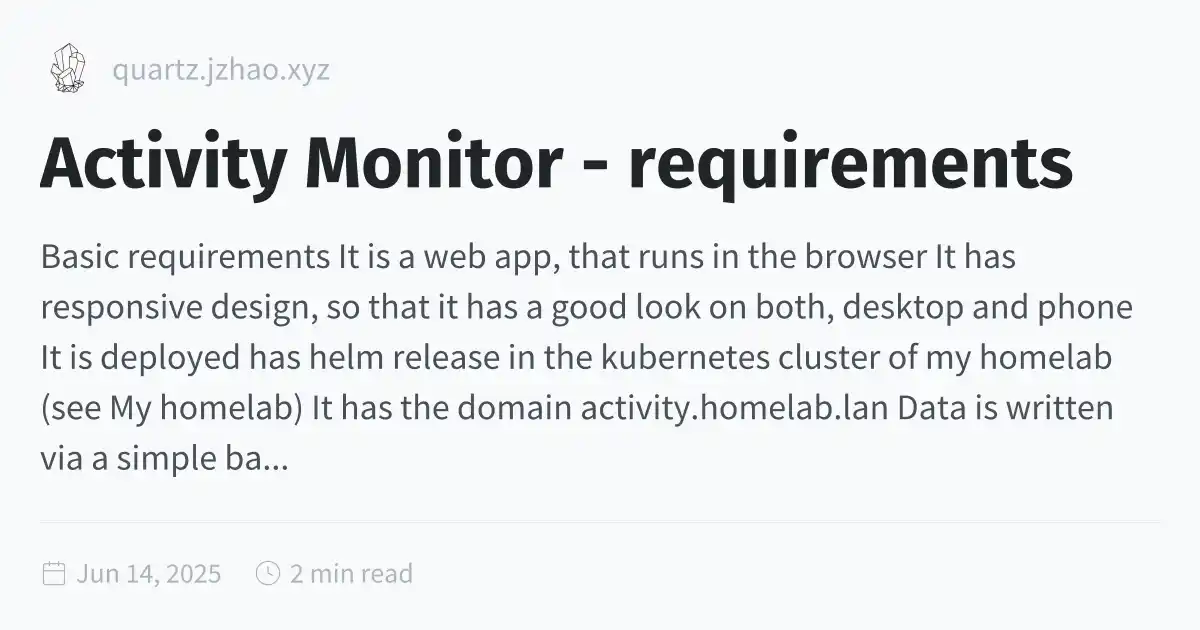 quartz.jzhao.xyz
Activity Monitor - requirements
Basic requirements It is a web app, that runs in the browser It has
responsive design, so that it has a good look on both, desktop and phone
It is deployed has helm release in the kubernetes cluster of my homelab
(see My homelab) It has the domain activity.homelab.lan Data is written
via a simple ba...
Jun 14, 2025 2 min read